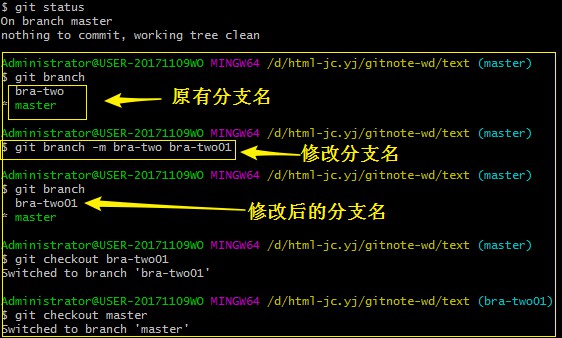 $ git status
On branch master
nothing to commit, working tree clean
Administrator@USER-20171109WO MINGW64 /d/html-jc.yj/gitnote-wd/text (master)
$ git branch
bra-two
* master
原有分支名
Administrator@USER-20171109WO MINGW64 /d/html-jc.yj/gitnote-wd/text (master)
$ git branch -m bra-two bra-two01
修改分支名
Administrator@USER-20171109WO MINGW64 /d/html-jc.yj/gitnote-wd/text (master)
$ git branch
bra-two01
* master
修改后的分支名
Administrator@USER-20171109WO MINGW64 /d/html-jc.yj/gitnote-wd/text (master)
$ git checkout bra-two01
Switched to branch 'bra-two01'
Administrator@USER-20171109WO MINGW64 /d/html-jc.yj/gitnote-wd/text (bra-two01)
$ git checkout master
Switched to branch 'master'